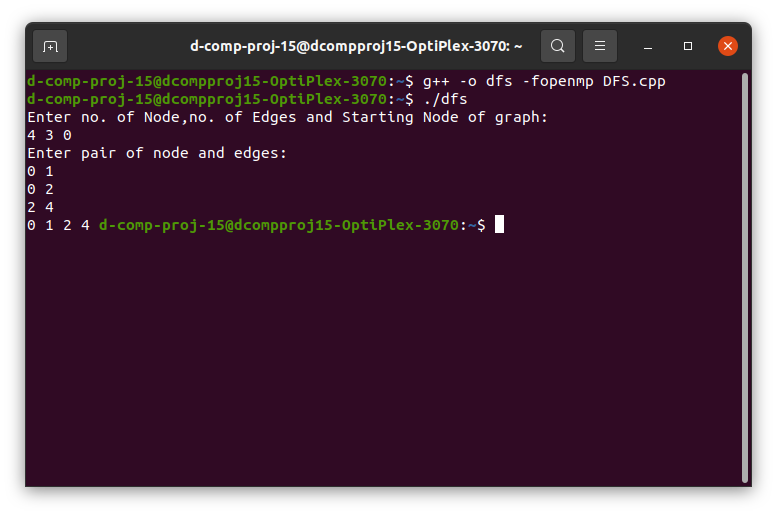 d-comp-proj-15@dcompproj15-OptiPlex-3070: ~
d-comp-proj-15@dcompproj15-OptiPlex-3070:~$ g++ -o dfs -fopenmp DFS.cpp
d-comp-proj-15@dcompproj15-OptiPlex-3070:~$ ./dfs
Enter no. of Node,no. of Edges and Starting Node of graph:
4 3 0
Enter pair of node and edges:
0 1
0 2
2 4
0 1 2 4 d-comp-proj-15@dcompproj15-OptiPlex-3070:~$